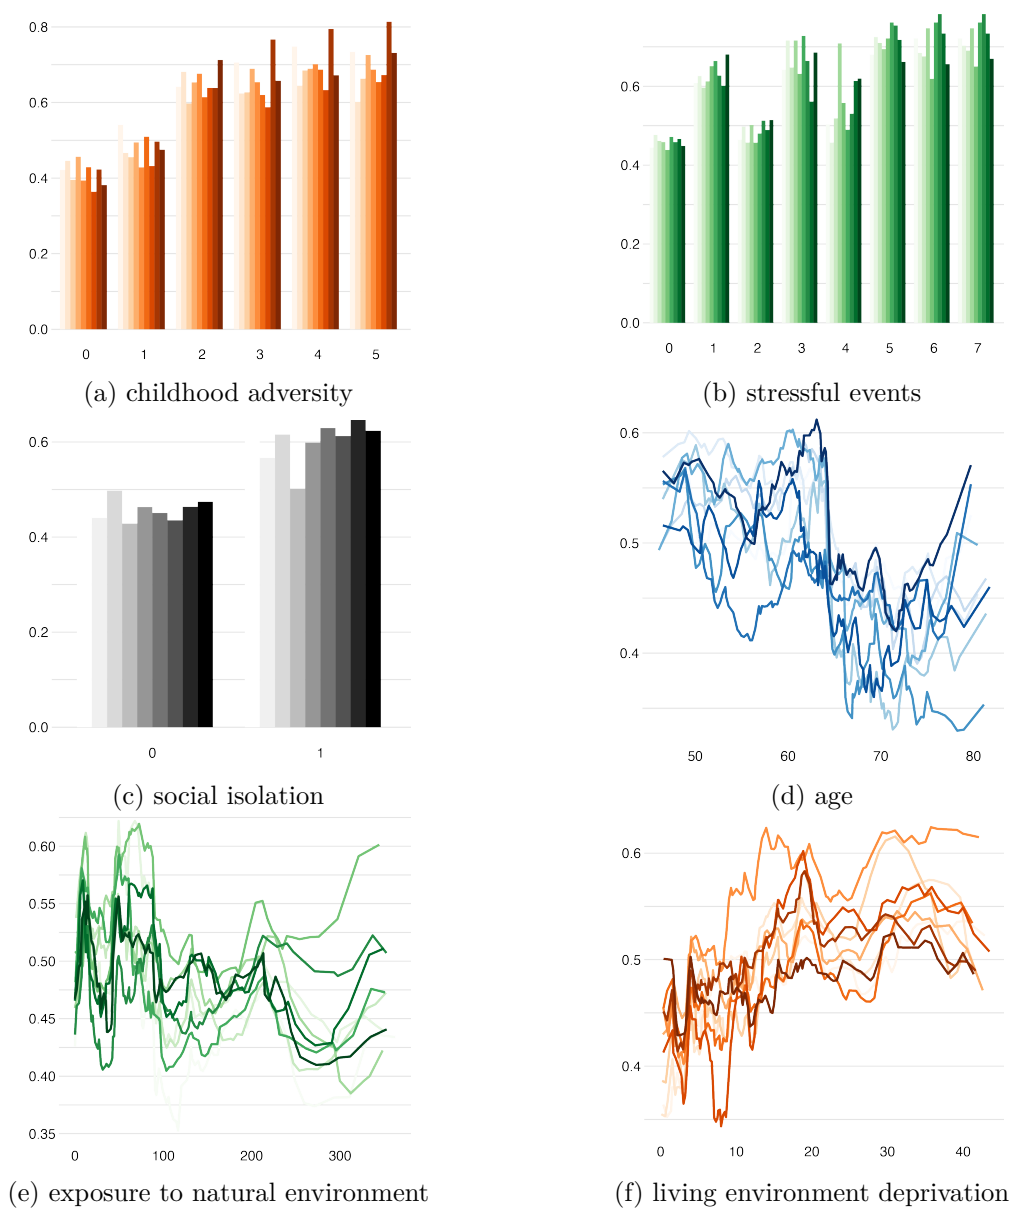 0.8
0.6
0.4
0.2
0.0
0 1 2 3 4 5
(a) childhood adversity
0.6
0.4
0.2
0.0
0 1 2 3 4 5 6 7
(b) stressful events
0.6
0.4
0.2
0.0
0 1
(c) social isolation
0.6
0.5
0.4
50 60 70 80
(d) age
0.60
0.55
0.50
0.45
0.40
0.35
0 100 200 300
(e) exposure to natural environment
0.6
0.5
0.4
0 10 20 30 40
(f) living environment deprivation